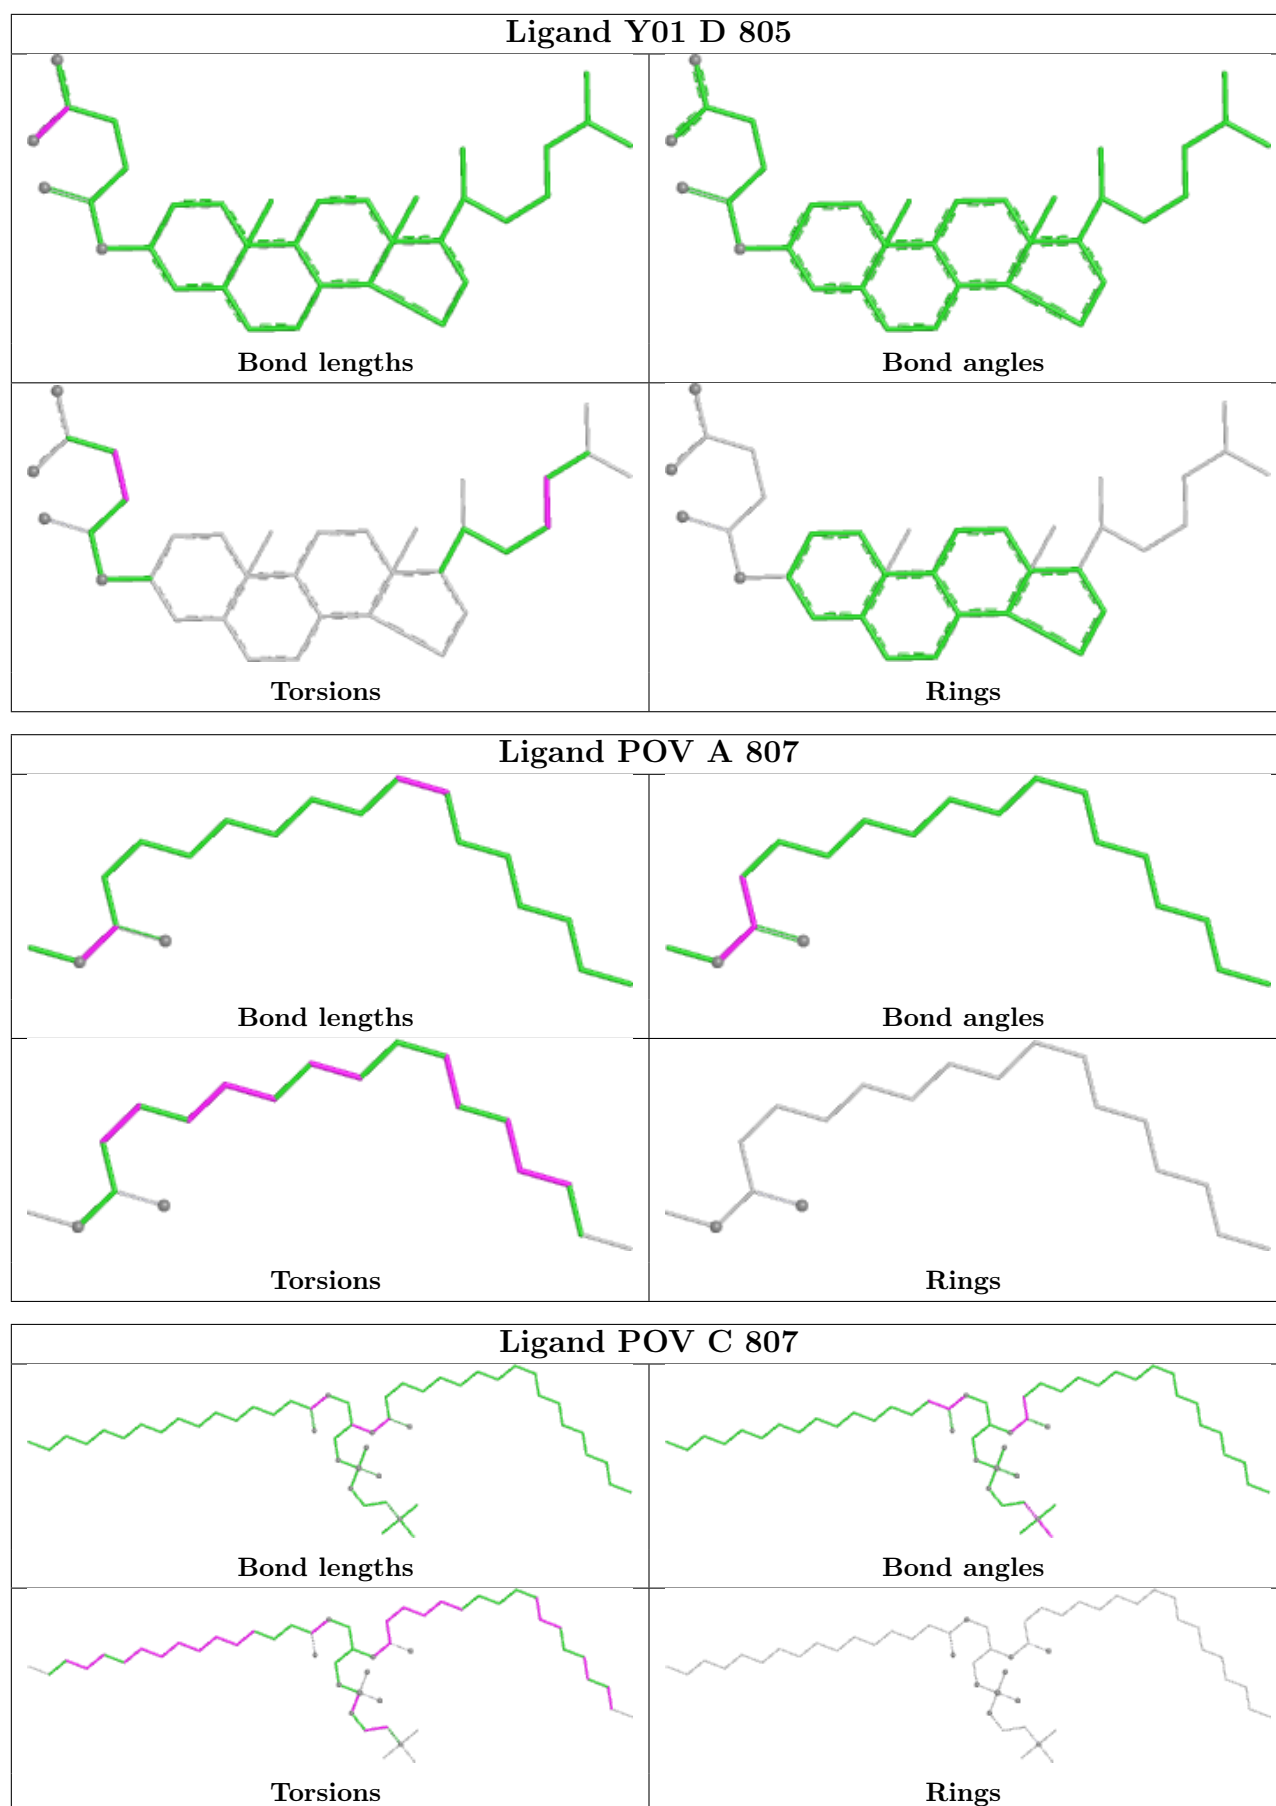 Ligand Y01 D 805
Bond lengths
Bond angles
Torsions
Rings
Ligand POV A 807
Bond lengths
Bond angles
Torsions
Rings
Ligand POV C 807
Bond lengths
Bond angles
Torsions
Rings